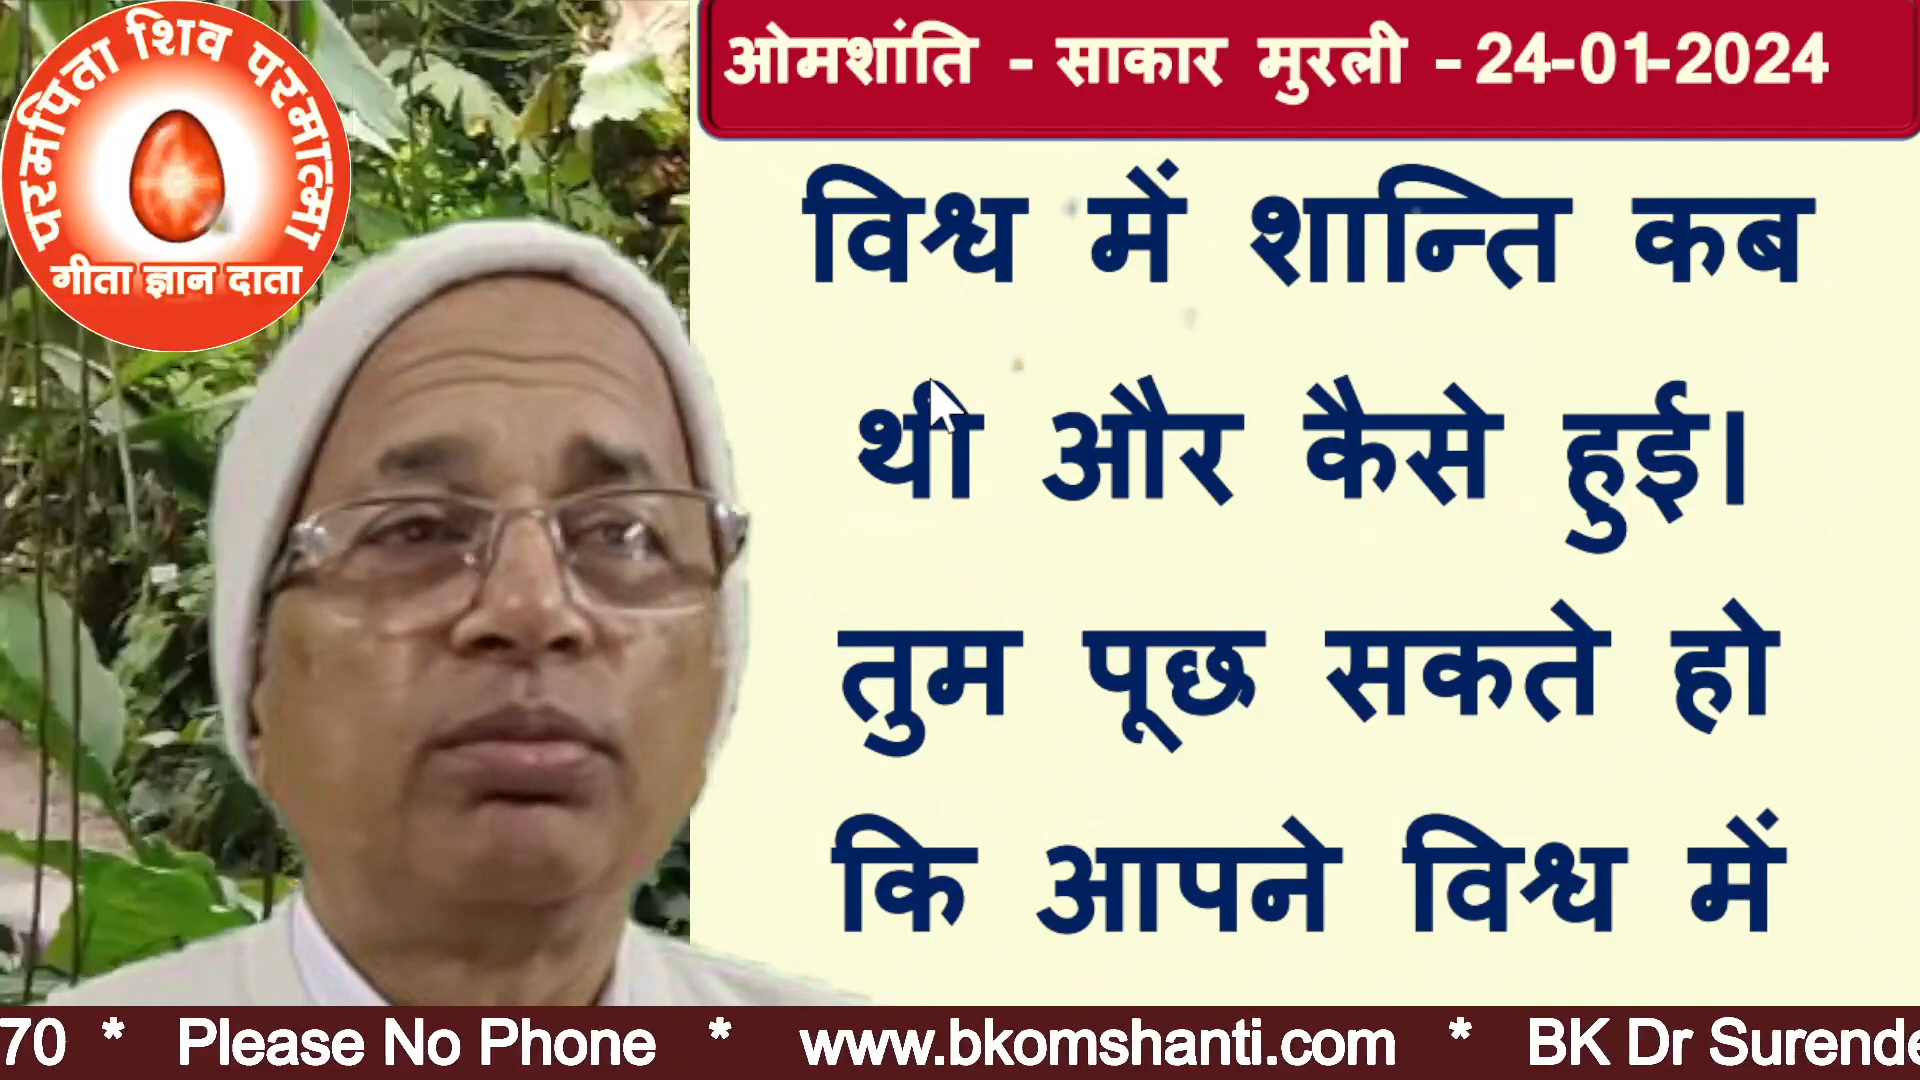 परमपिता शिव परमात्मा
गीता ज्ञान दाता
ओमशांति - साकार मुरली - 24-01-2024
विश्व में शान्ति कब
थी और कैसे हुई।
तुम पूछ सकते हो
कि आपने विश्व में
70 * Please No Phone * www.bkomshanti.com * BK Dr Surende